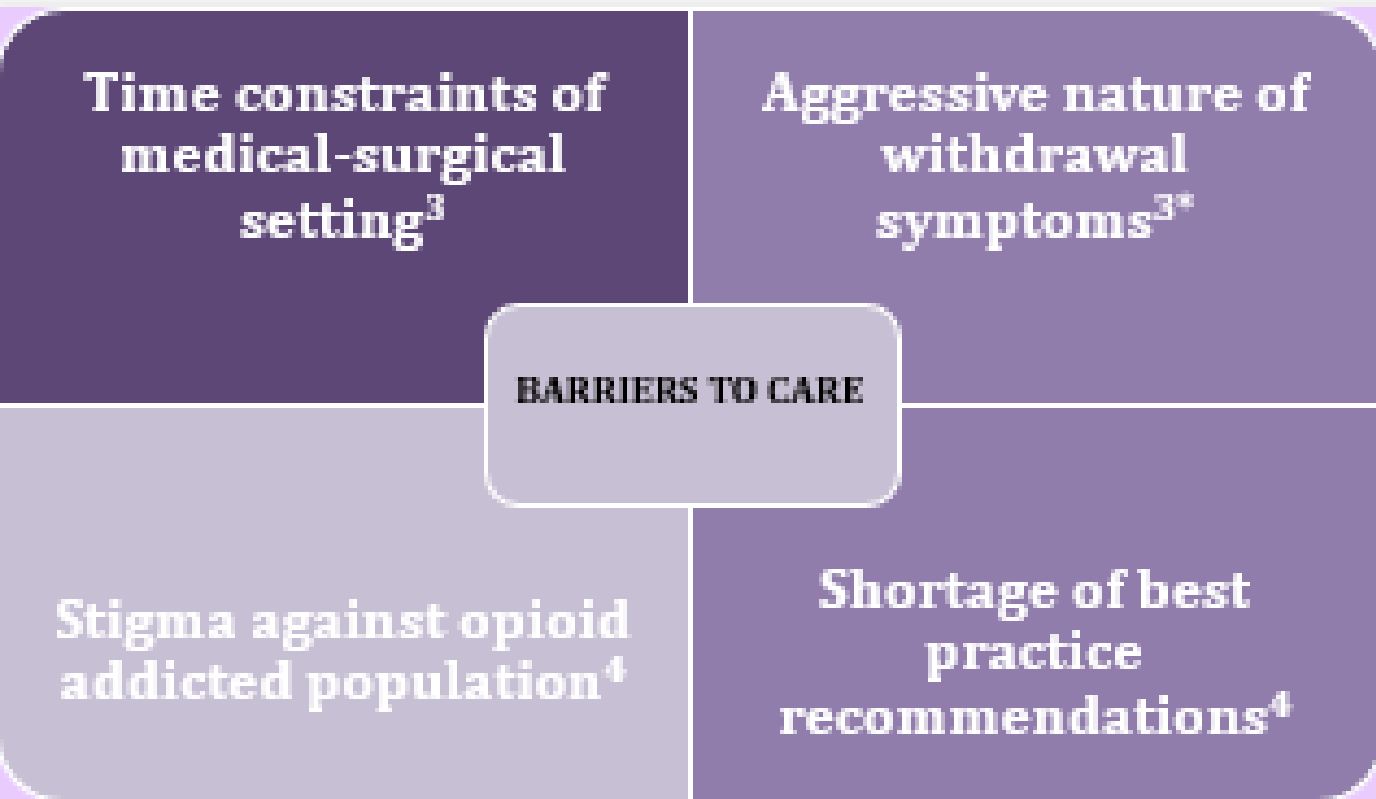 Time constraints of
medical-surgical
setting³
Aggressive nature of
withdrawal
symptoms³*
BARRIERS TO CARE
Stigma against opioid
addicted population⁴
Shortage of best
practice
recommendations⁴